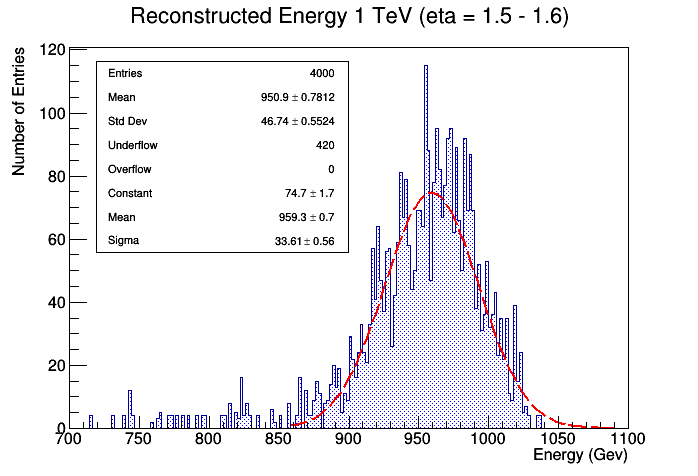 Reconstructed Energy 1 TeV (eta = 1.5 - 1.6)
Number of Entries
120
100
80
60
40
20
0
Entries 4000
Mean 950.9 ± 0.7812
Std Dev 46.74 ± 0.5524
Underflow 420
Overflow 0
Constant 74.7 ± 1.7
Mean 959.3 ± 0.7
Sigma 33.61 ± 0.56
700 750 800 850 900 950 1000 1050 1100
Energy (Gev)